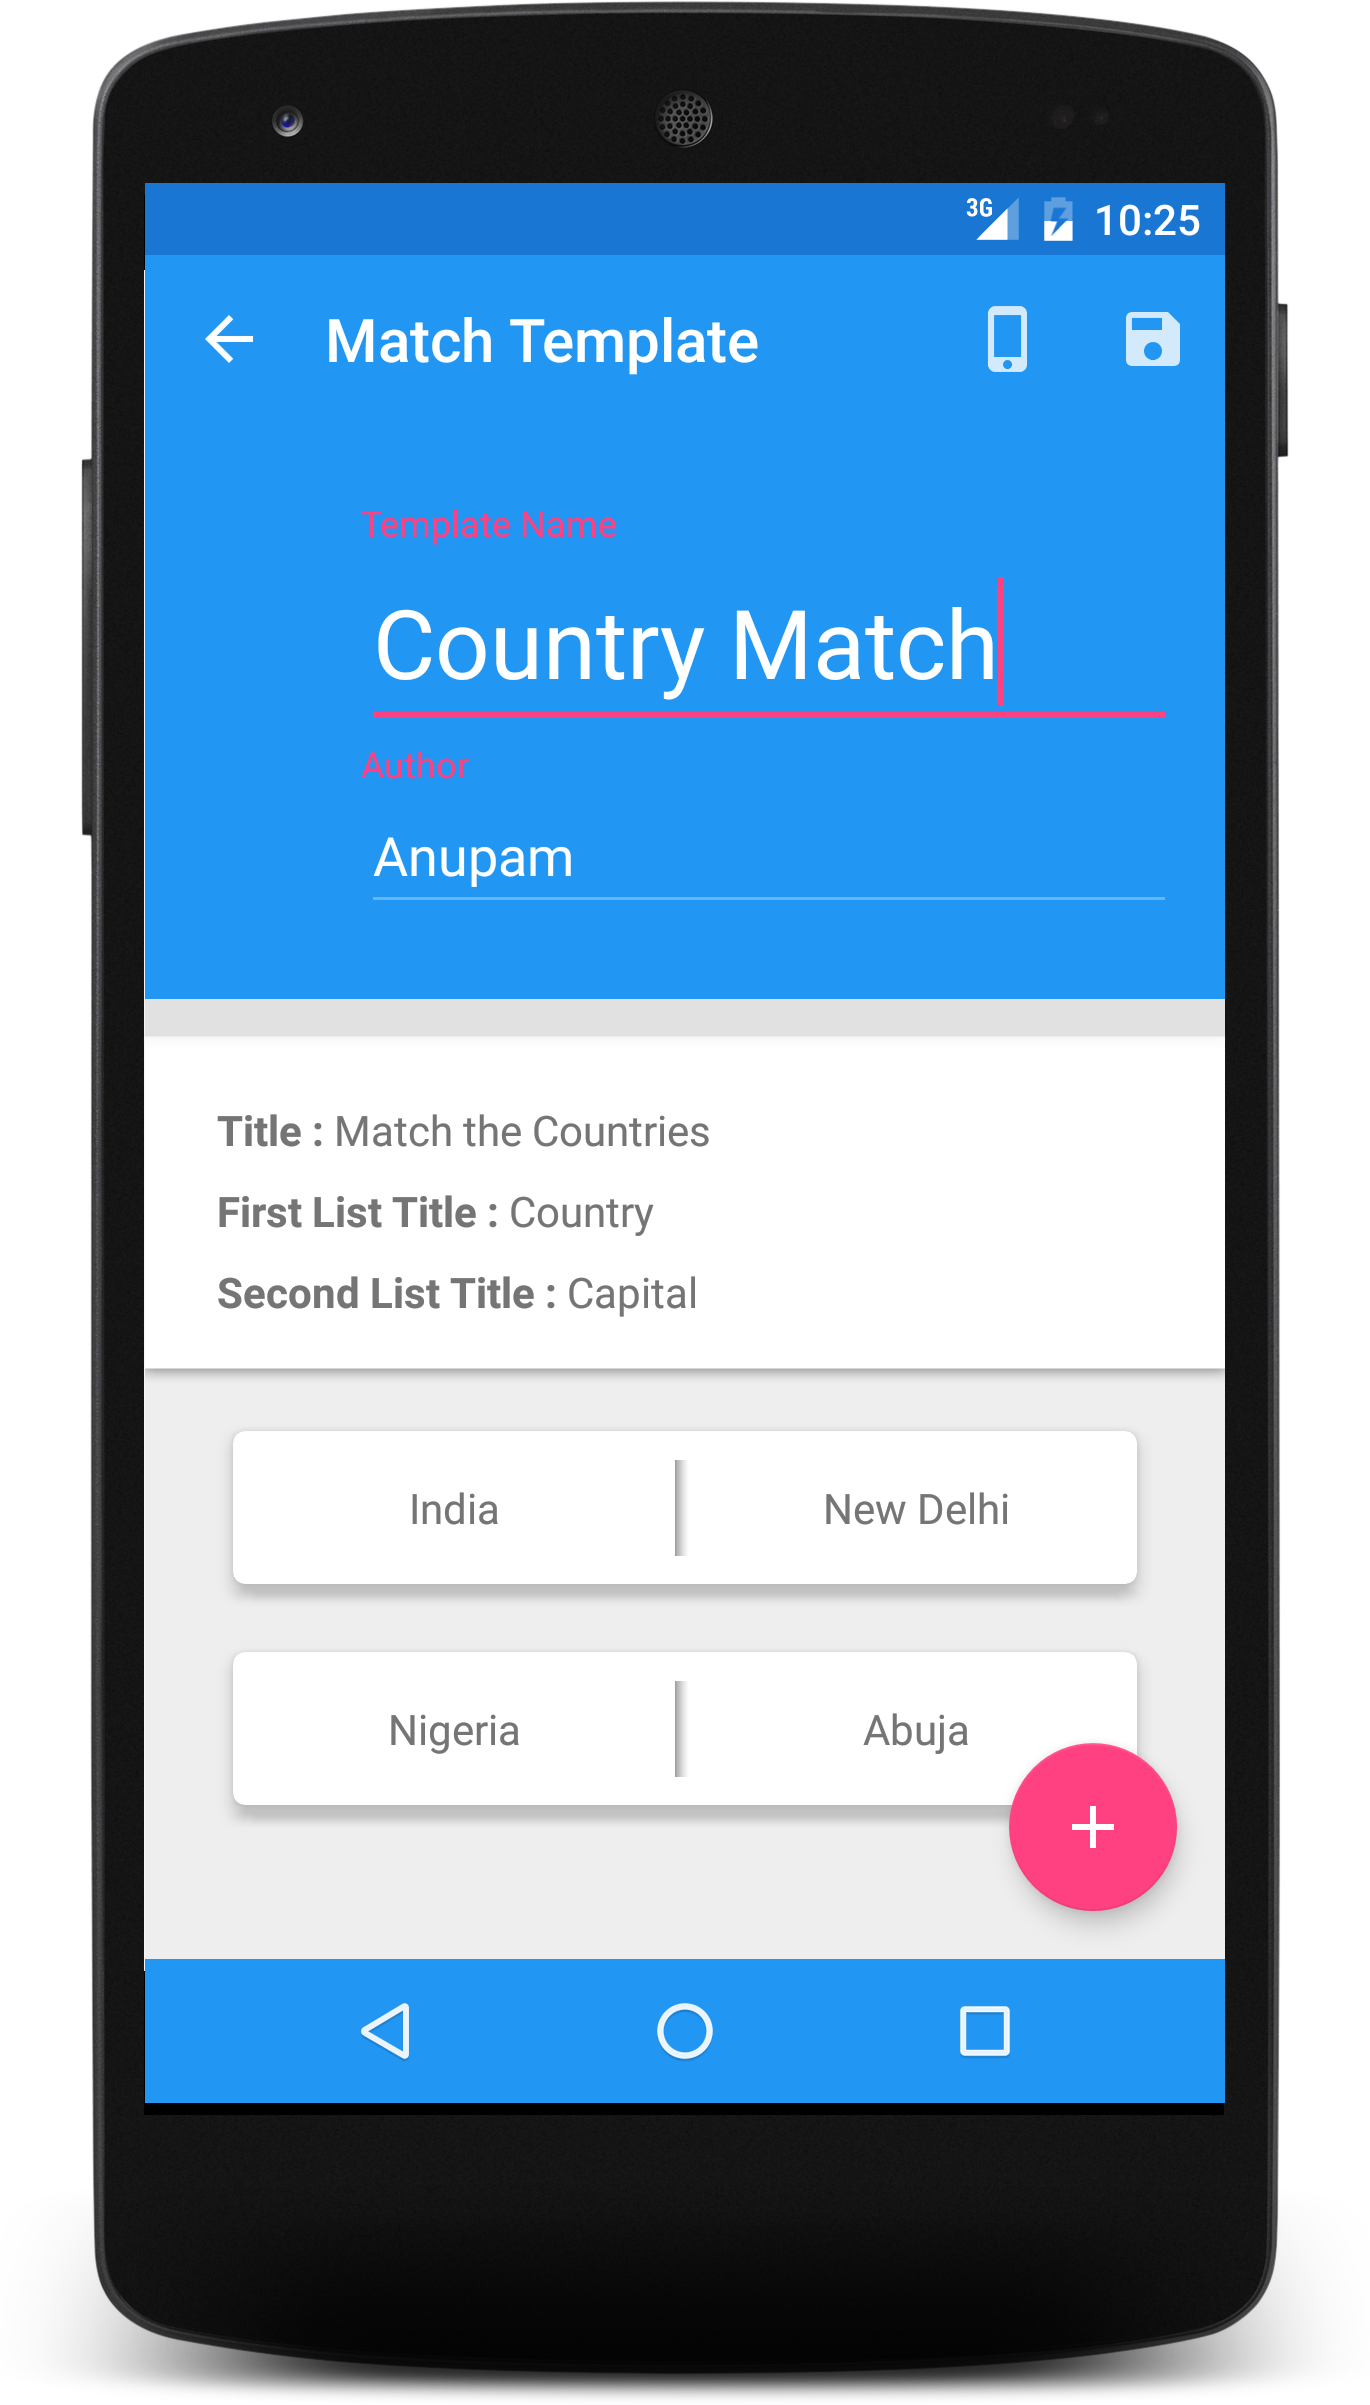 3G 10:25
Match Template
Template Name
Country Match
Author
Anupam
Title : Match the Countries
First List Title : Country
Second List Title : Capital
India New Delhi
Nigeria Abuja